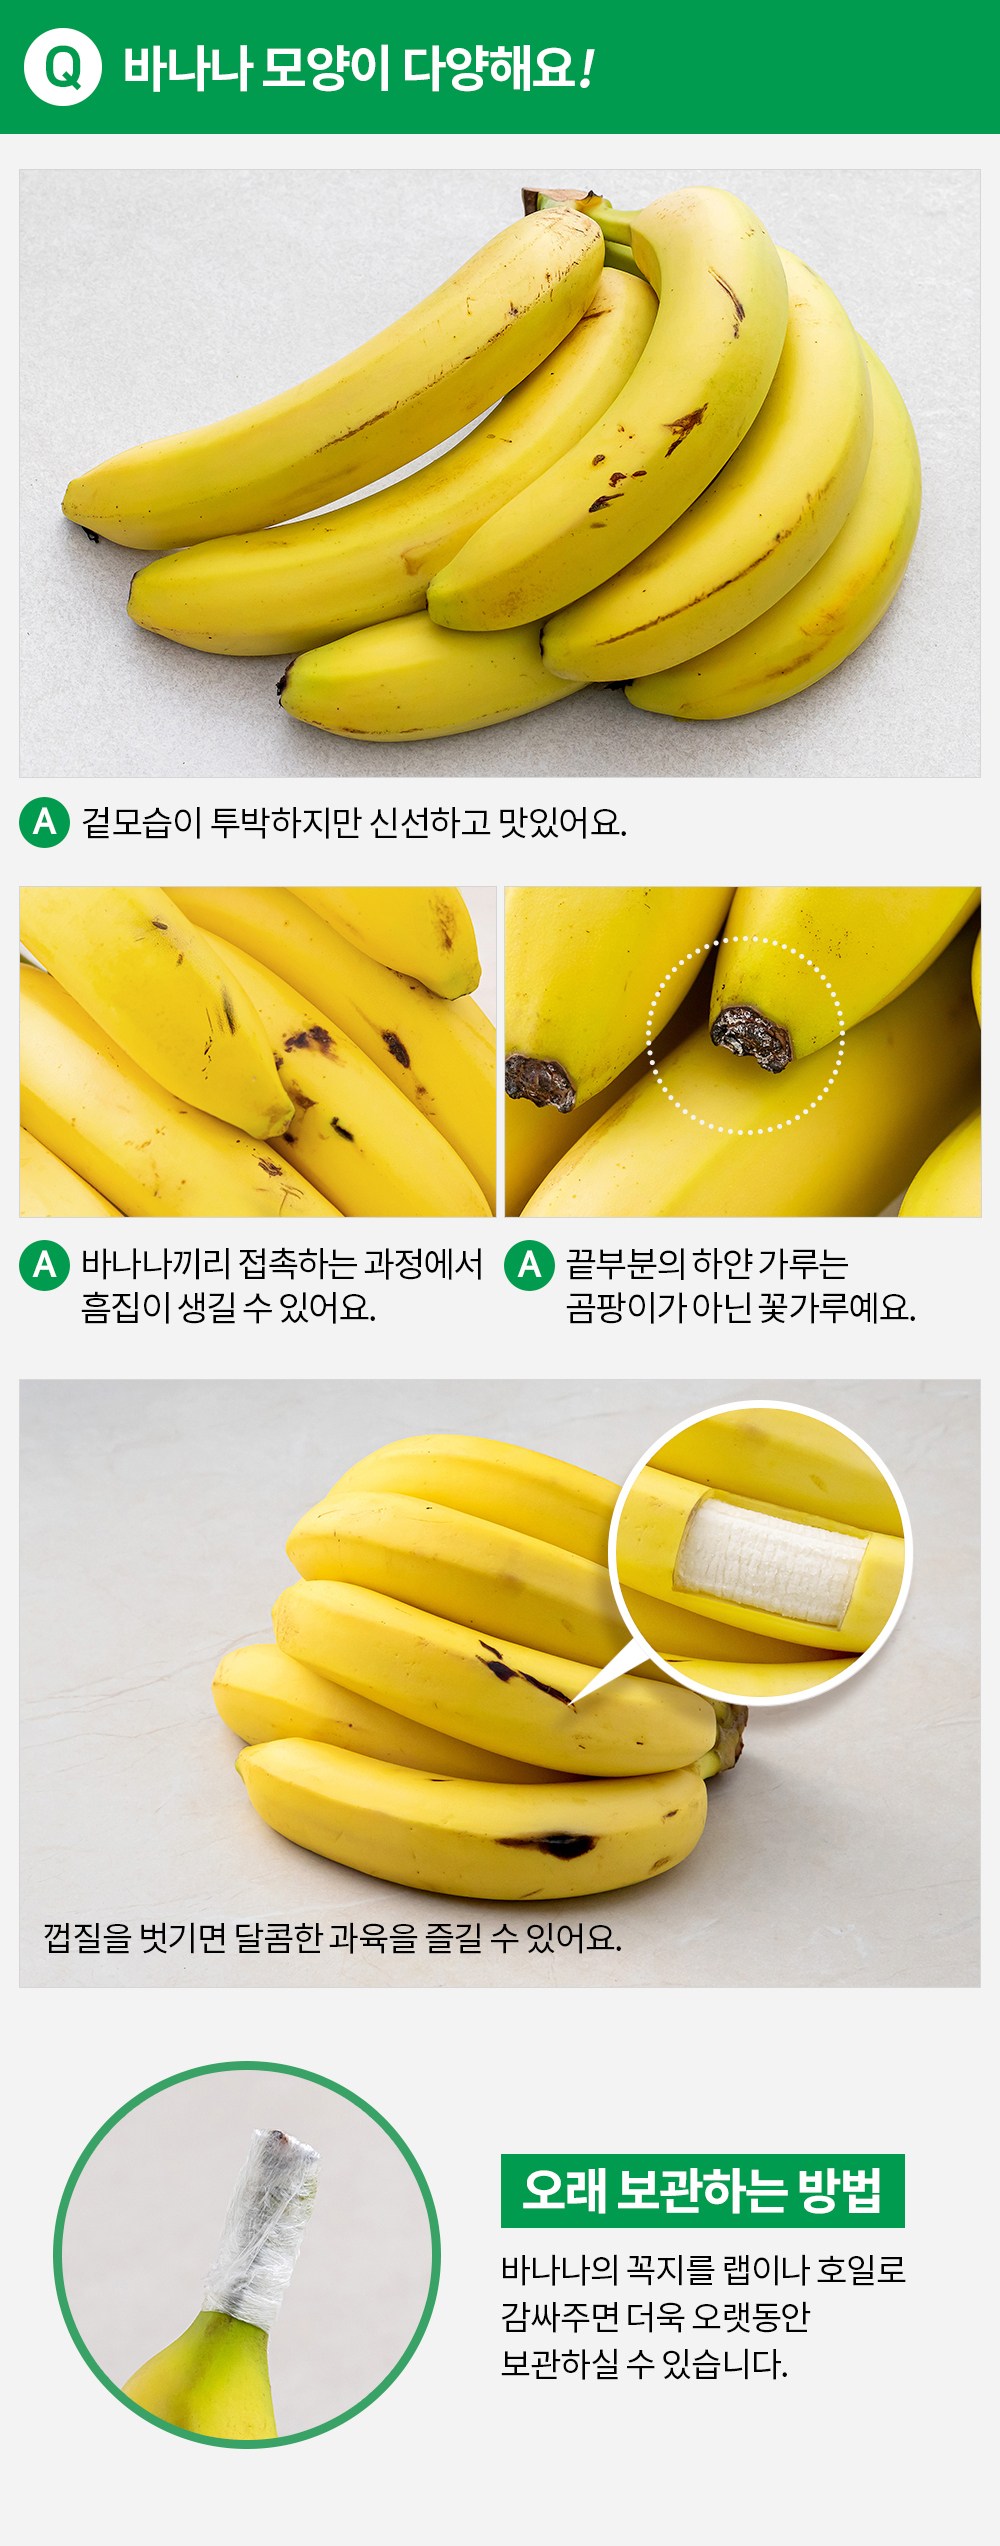 Q 바나나 모양이 다양해요!
A 겉모습이 투박하지만 신선하고 맛있어요.
A 바나나끼리 접촉하는 과정에서
흠집이 생길 수 있어요.
A 끝부분의 하얀 가루는
곰팡이가 아닌 꽃가루예요.
껍질을 벗기면 달콤한 과육을 즐길 수 있어요.
오래 보관하는 방법
바나나의 꼭지를 랩이나 호일로
감싸주면 더욱 오랫동안
보관하실 수 있습니다.